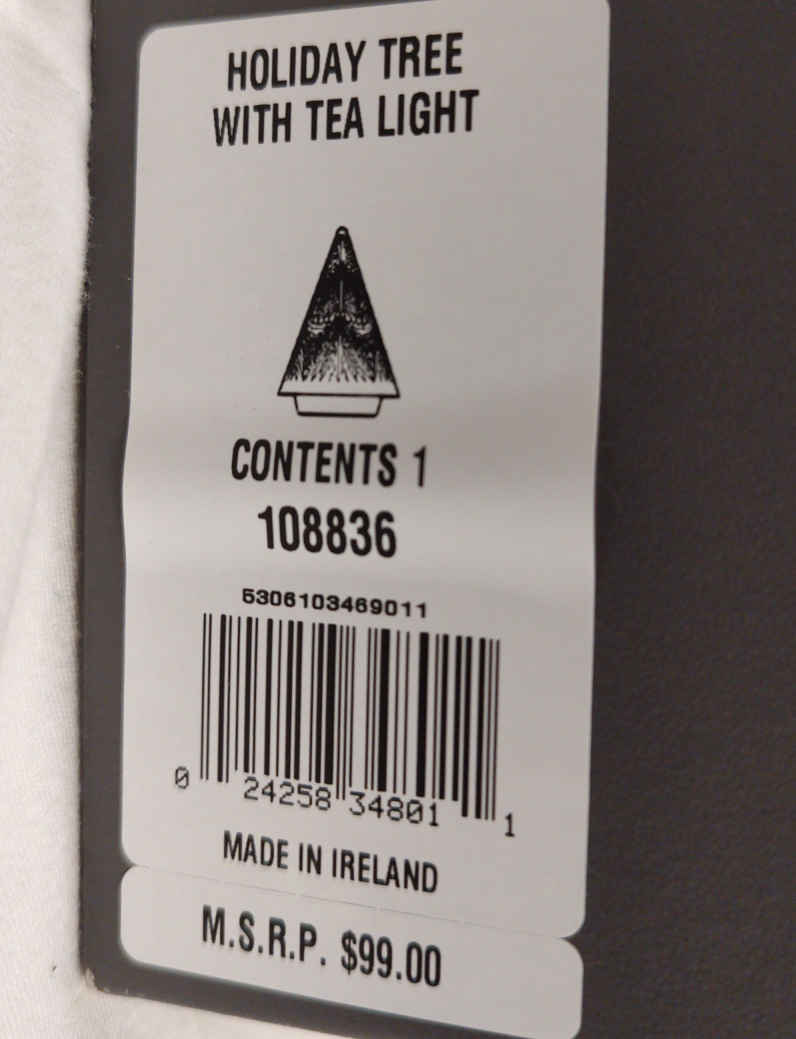 HOLIDAY TREE
WITH TEA LIGHT
CONTENTS 1
108836
5306103469011
0 24258 34801 1
MADE IN IRELAND
M.S.R.P. $99.00